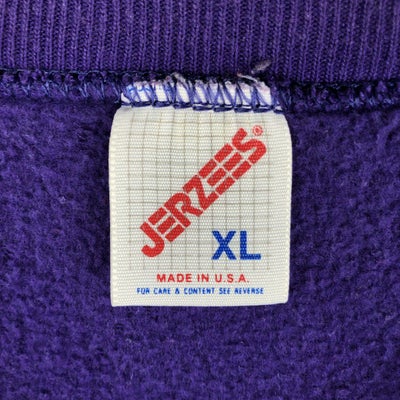 JERZEES®
XL
MADE IN U.S.A.
FOR CARE & CONTENT SEE REVERSE